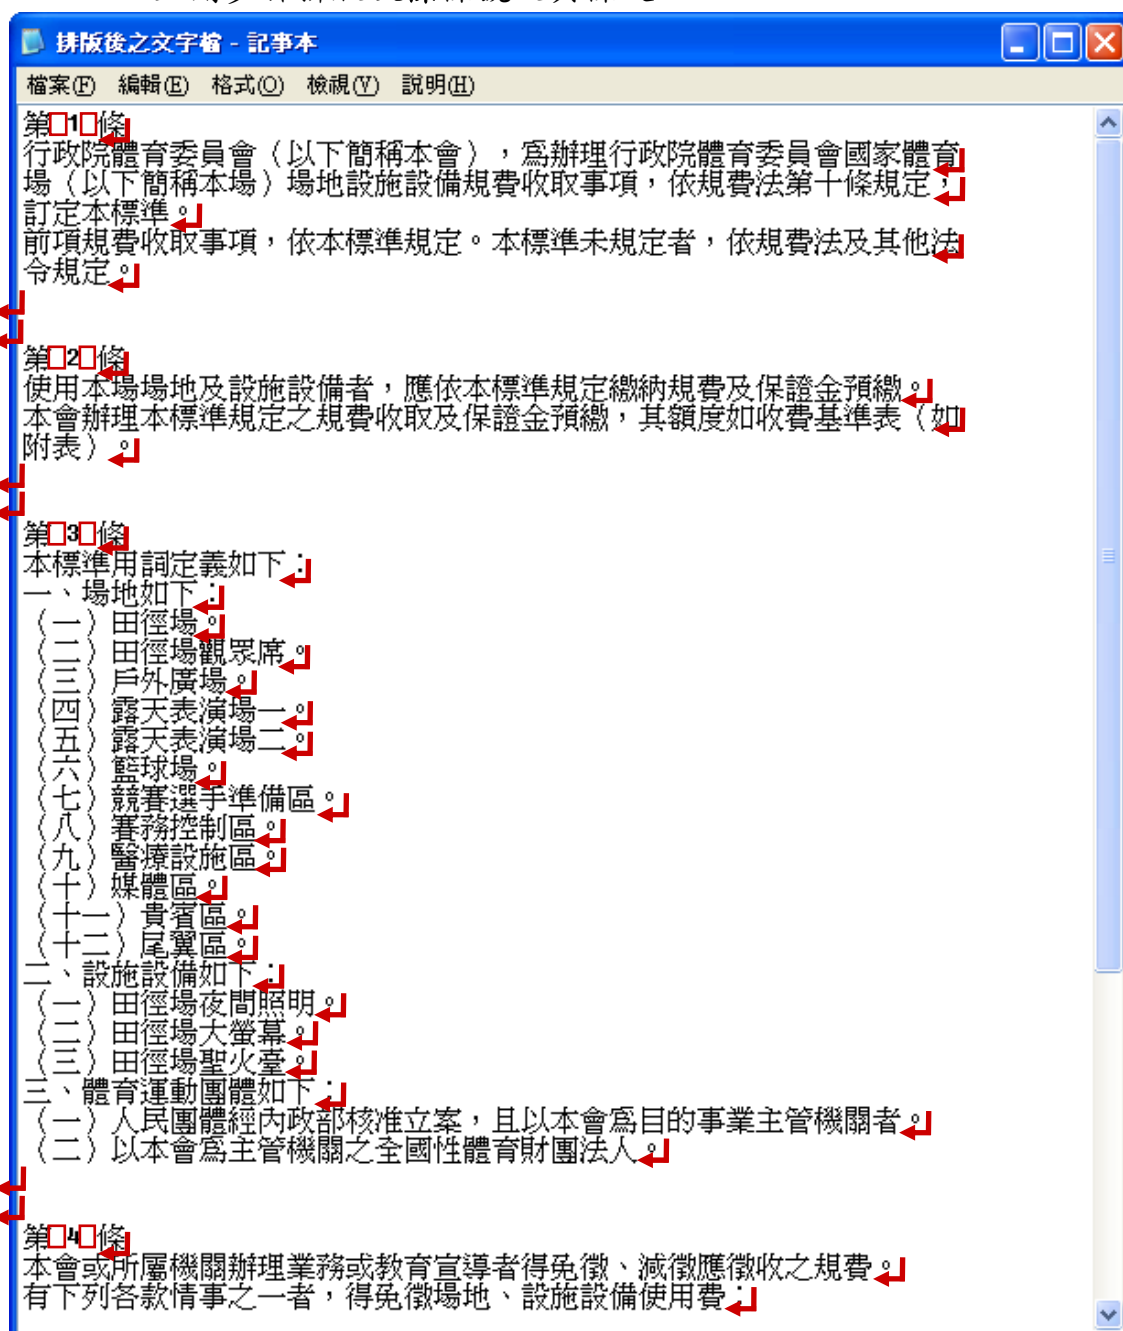 排版後之文字檔 - 記事本
檔案(F) 編輯(E) 格式(O) 檢視(V) 說明(H)
第□1□條
行政院體育委員會（以下簡稱本會），為辦理行政院體育委員會國家體育
場（以下簡稱本場）場地設施設備規費收取事項，依規費法第十條規定，
訂定本標準。
前項規費收取事項，依本標準規定。本標準未規定者，依規費法及其他法
令規定。
第□2□條
使用本場場地及設施設備者，應依本標準規定繳納規費及保證金預繳。
本會辦理本標準規定之規費收取及保證金預繳，其額度如收費基準表（如
附表）。
第□3□條
本標準用詞定義如下：
一、場地如下：
（一）田徑場。
（二）田徑場觀眾席。
（三）戶外廣場。
（四）露天表演場一。
（五）露天表演場二。
（六）籃球場。
（七）競賽選手準備區。
（八）賽務控制區。
（九）醫療設施區。
（十）媒體區。
（十一）貴賓區。
（十二）尾翼區。
二、設施設備如下：
（一）田徑場夜間照明。
（二）田徑場大螢幕。
（三）田徑場聖火臺。
三、體育運動團體如下：
（一）人民團體經內政部核准立案，且以本會為目的事業主管機關者。
（二）以本會為主管機關之全國性體育財團法人。
第□4□條
本會或所屬機關辦理業務或教育宣導者得免徵、減徵應徵收之規費。
有下列各款情事之一者，得免徵場地、設施設備使用費：